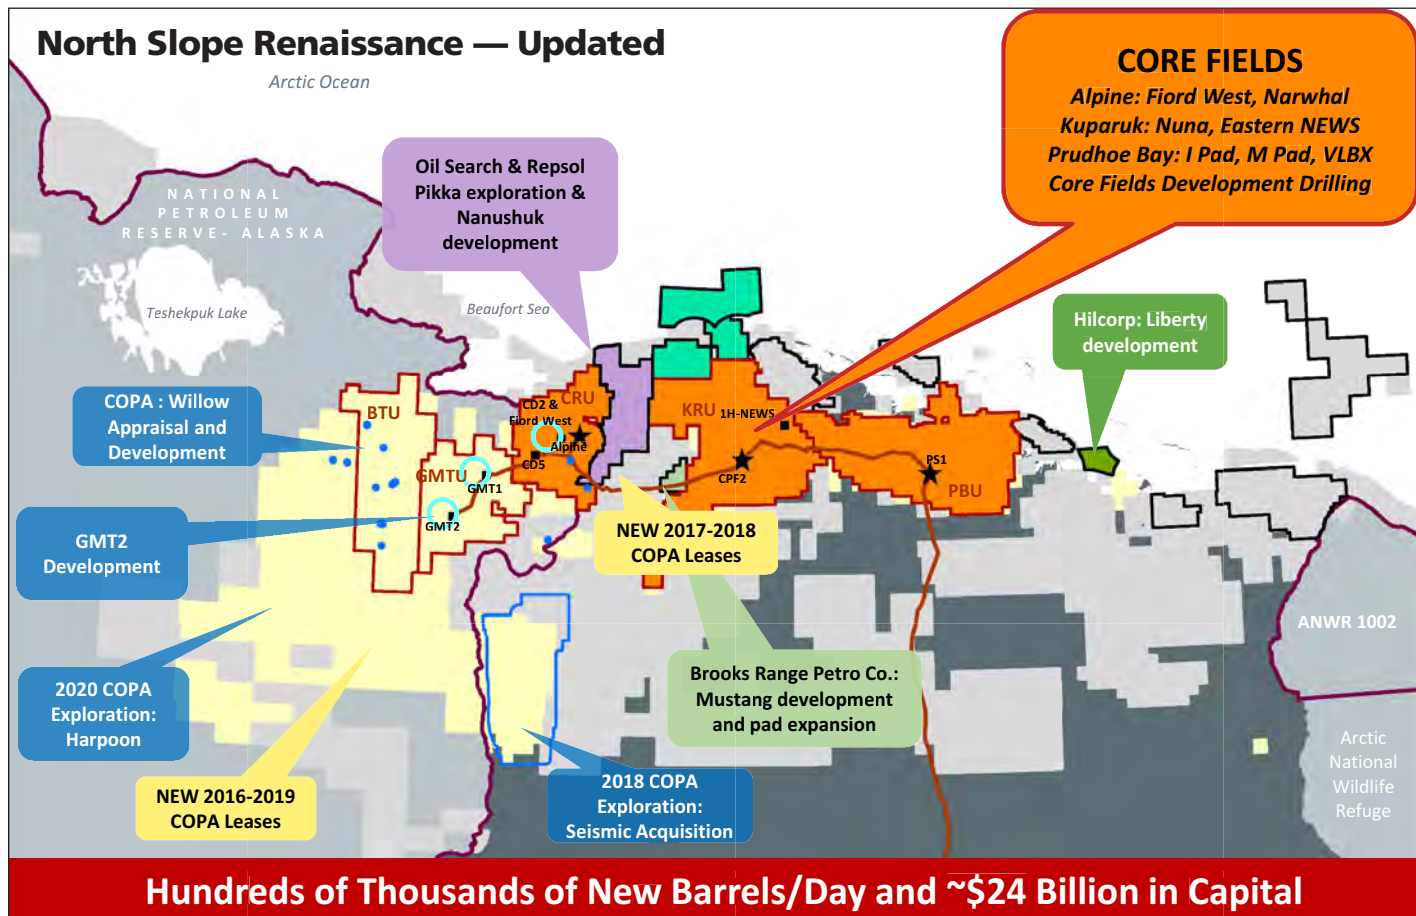 North Slope Renaissance — Updated
Arctic Ocean
CORE FIELDS
Alpine: Fiord West, Narwhal
Kuparuk: Nuna, Eastern NEWS
Prudhoe Bay: I Pad, M Pad, VLBX
Core Fields Development Drilling
Oil Search & Repsol
Pikka exploration &
Nanushuk
development
NATIONAL
PETROLEUM
RESERVE- ALASKA
Teshekpuk Lake
Beaufort Sea
Hilcorp: Liberty
development
COPA : Willow
Appraisal and
Development
BTU
CD2 &
Fiord West
CRU
Alpine
CD5
KRU
1H-NEWS
CPF2
PS1
PBU
GMTU
GMT1
GMT2
GMT2
Development
NEW 2017-2018
COPA Leases
ANWR 1002
2020 COPA
Exploration:
Harpoon
Brooks Range Petro Co.:
Mustang development
and pad expansion
NEW 2016-2019
COPA Leases
2018 COPA
Exploration:
Seismic Acquisition
Arctic
National
Wildlife
Refuge
Hundreds of Thousands of New Barrels/Day and ~$24 Billion in Capital